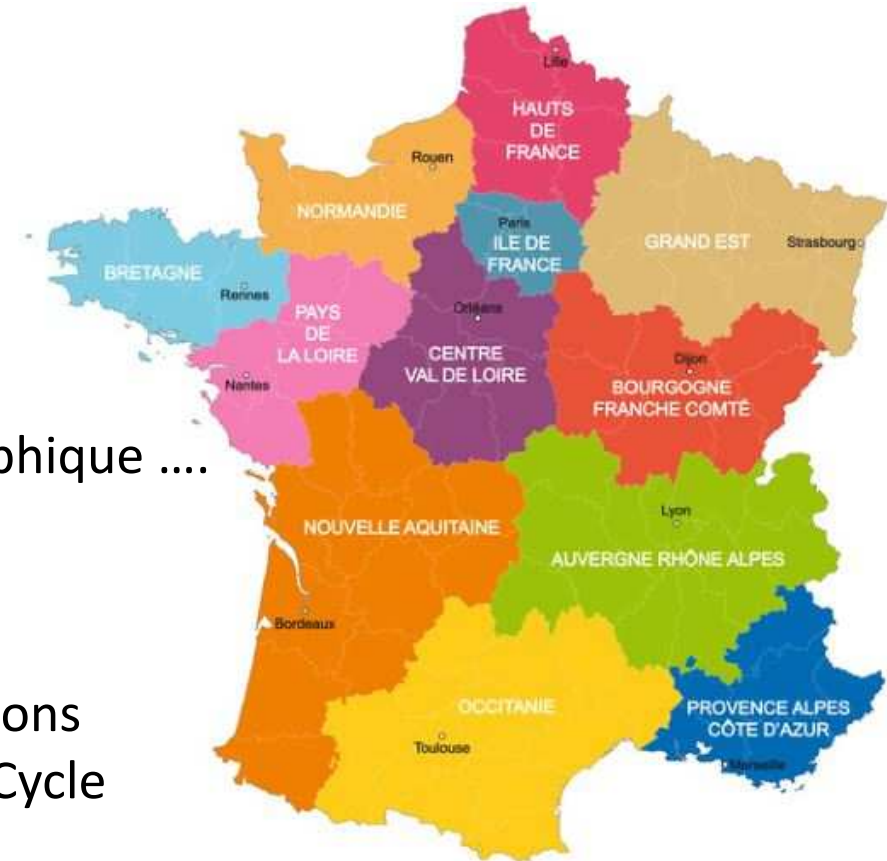 Lille
HAUTS
DE
FRANCE
Rouen
NORMANDIE
Paris
ILE DE
FRANCE
GRAND EST
Strasbourg
BRETAGNE
Rennes
PAYS
DE
LA LOIRE
Nantes
Orléans
CENTRE
VAL DE LOIRE
Dijon
BOURGOGNE
FRANCHE COMTÉ
phique ....
NOUVELLE AQUITAINE
Bordeaux
Lyon
AUVERGNE RHÔNE ALPES
OCCITANIE
Toulouse
PROVENCE ALPES
CÔTE D'AZUR
Marseille
ons
Cycle